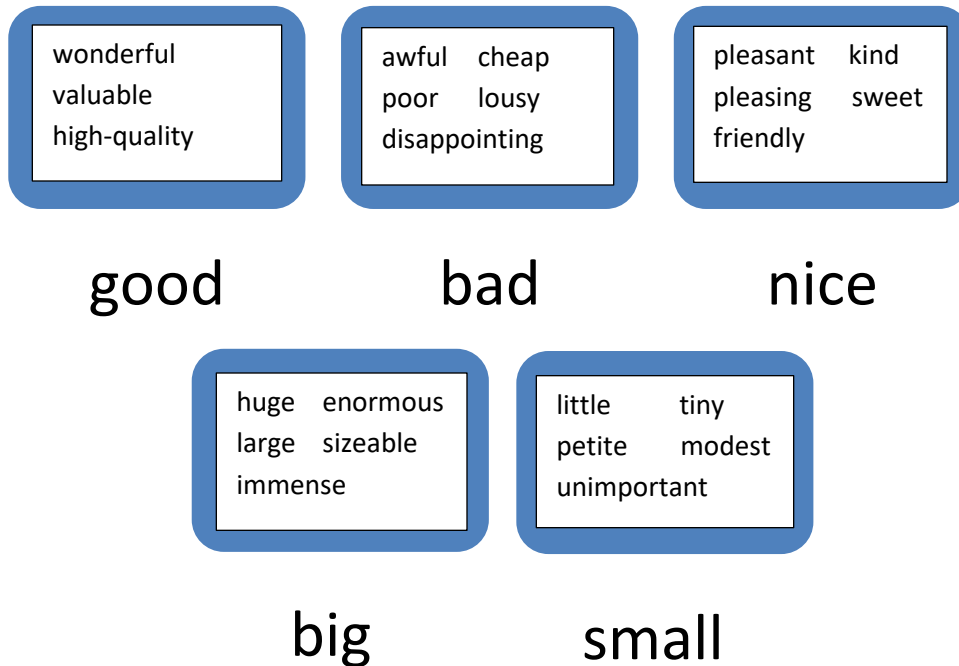 wonderful
valuable
high-quality
awful cheap
poor lousy
disappointing
pleasant kind
pleasing sweet
friendly
good
bad
nice
huge enormous
large sizeable
immense
little tiny
petite modest
unimportant
big
small